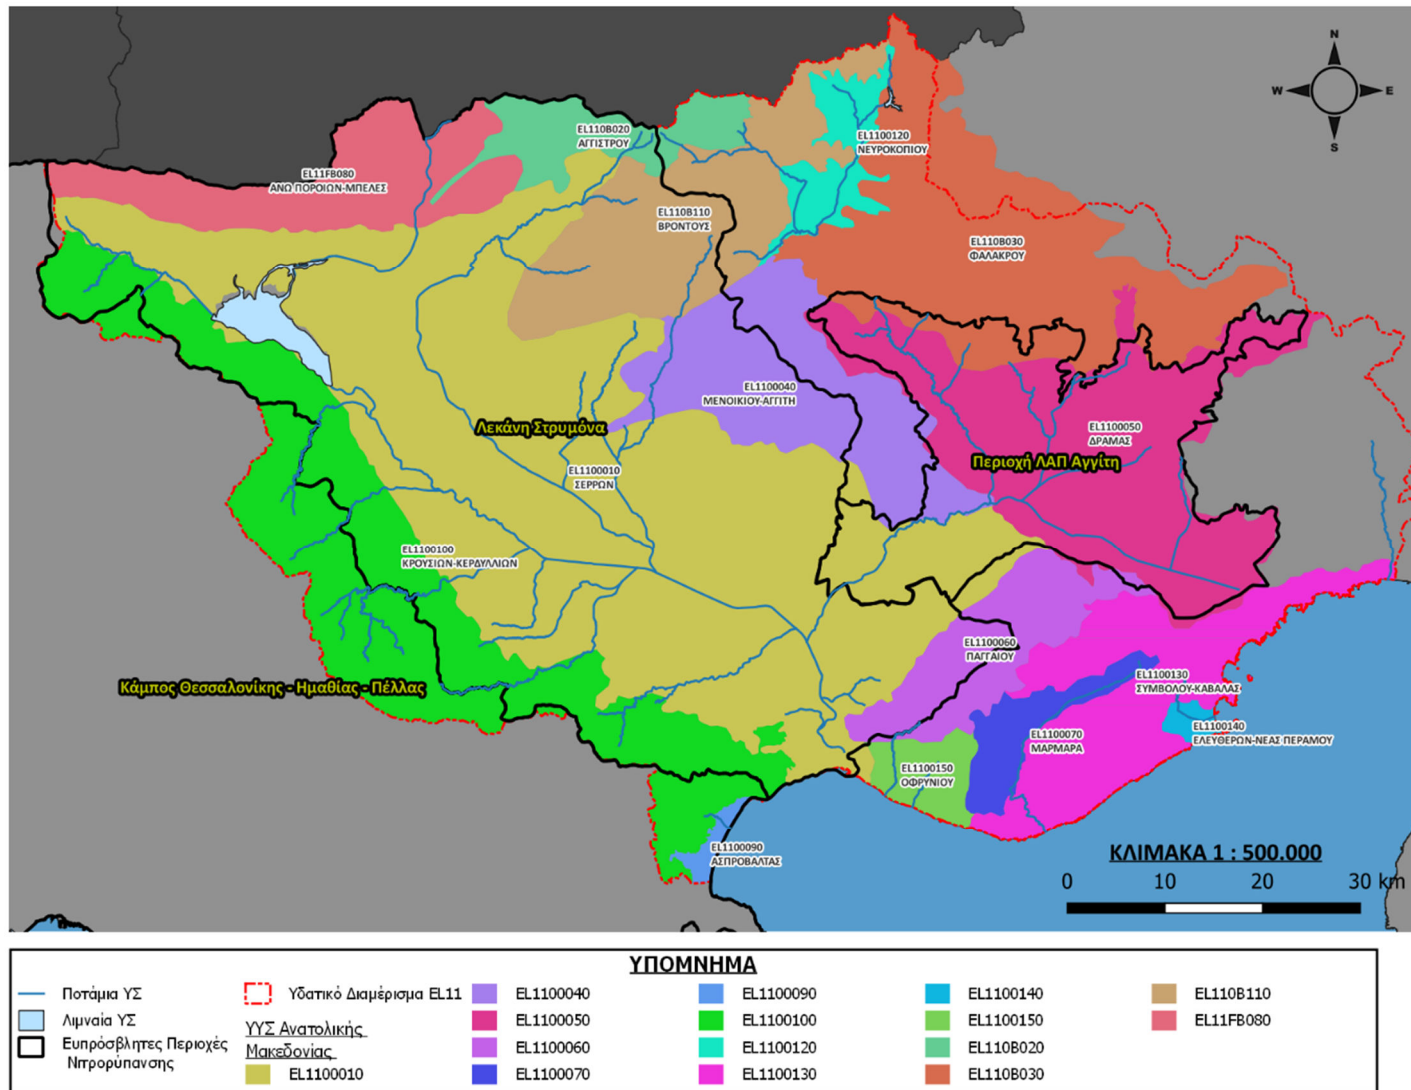 N
W
E
S
EL1100120
ΝΕΥΡΟΚΟΠΙΟΥ
EL110B020
ΑΓΓΙΣΤΡΟΥ
EL11FB080
ΑΝΩ ΠΟΡΟΙΩΝ-ΜΠΕΛΕΣ
EL110B110
ΒΡΟΝΤΟΥΣ
EL110B030
ΦΑΛΑΚΡΟΥ
EL1100040
ΜΕΝΟΙΚΙΟΥ-ΑΓΓΙΤΗ
Λεκάνη Στρυμόνα
EL1100050
ΔΡΑΜΑΣ
Περιοχή ΛΑΠ Αγγίτη
EL1100010
ΣΕΡΡΩΝ
EL1100100
ΚΡΟΥΣΙΩΝ-ΚΕΡΔΥΛΛΙΩΝ
EL1100060
ΠΑΓΓΑΙΟΥ
Κάμπος Θεσσαλονίκης - Ημαθίας - Πέλλας
EL1100130
ΣΥΜΒΟΛΟΥ-ΚΑΒΑΛΑΣ
EL1100140
ΕΛΕΥΘΕΡΩΝ-ΝΕΑΣ ΠΕΡΑΜΟΥ
EL1100070
ΜΑΡΜΑΡΑ
EL1100150
ΟΦΡΥΝΙΟΥ
EL1100090
ΑΣΠΡΟΒΑΛΤΑΣ
ΚΛΙΜΑΚΑ 1 : 500.000
0 10 20 30 km
ΥΠΟΜΝΗΜΑ
Ποτάμια ΥΣ
Λιμναία ΥΣ
Ευπρόσβλητες Περιοχές
Νιτρορύπανσης
Υδατικό Διαμέρισμα EL11
ΥΥΣ Ανατολικής
Μακεδονίας
EL1100010
EL1100040
EL1100050
EL1100060
EL1100070
EL1100090
EL1100100
EL1100120
EL1100130
EL1100140
EL1100150
EL110B020
EL110B030
EL110B110
EL11FB080